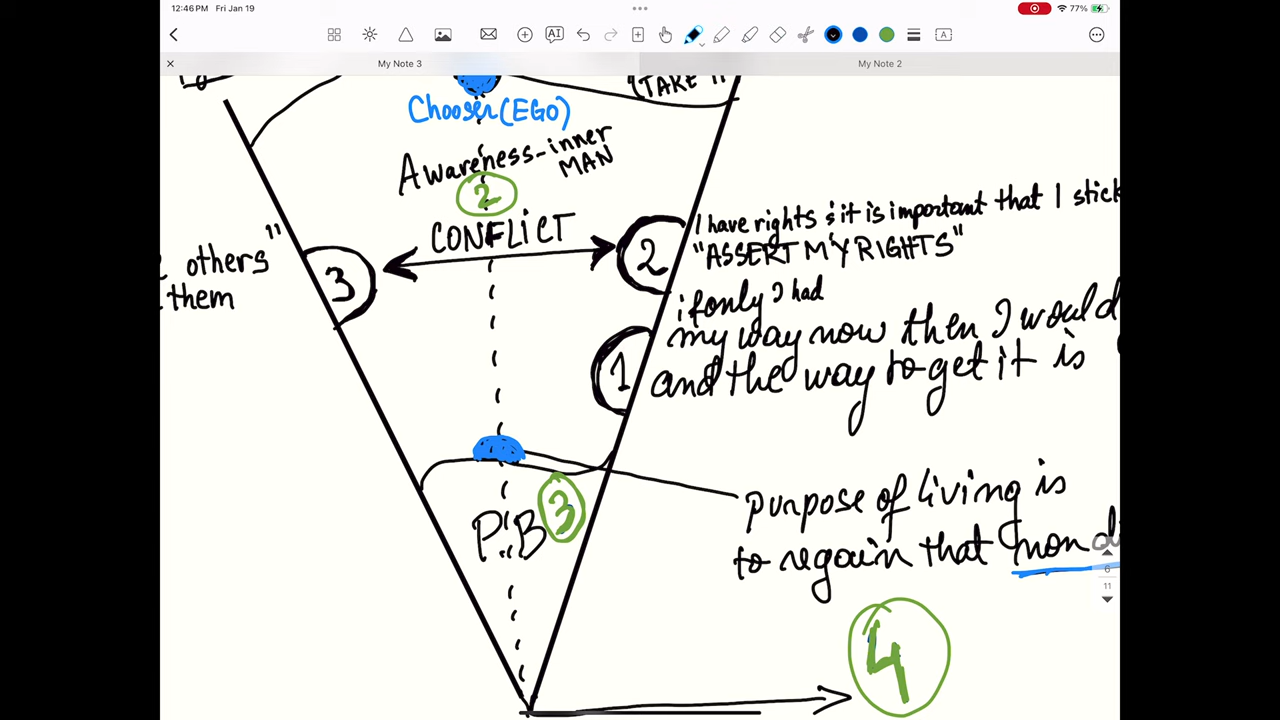 12:46 PM Fri Jan 19
77%
My Note 3
My Note 2
(TAKE
Chooser(EGO)
Awareness-inner
MAN
2
CONFLICT
I have rights & it is important that I stick
"ASSERT MY RIGHTS"
2
others"
them
3
if only I had
my way now then I would
and the way to get it is
1
purpose of living is
to regain that non
P.B
3
4
6
11